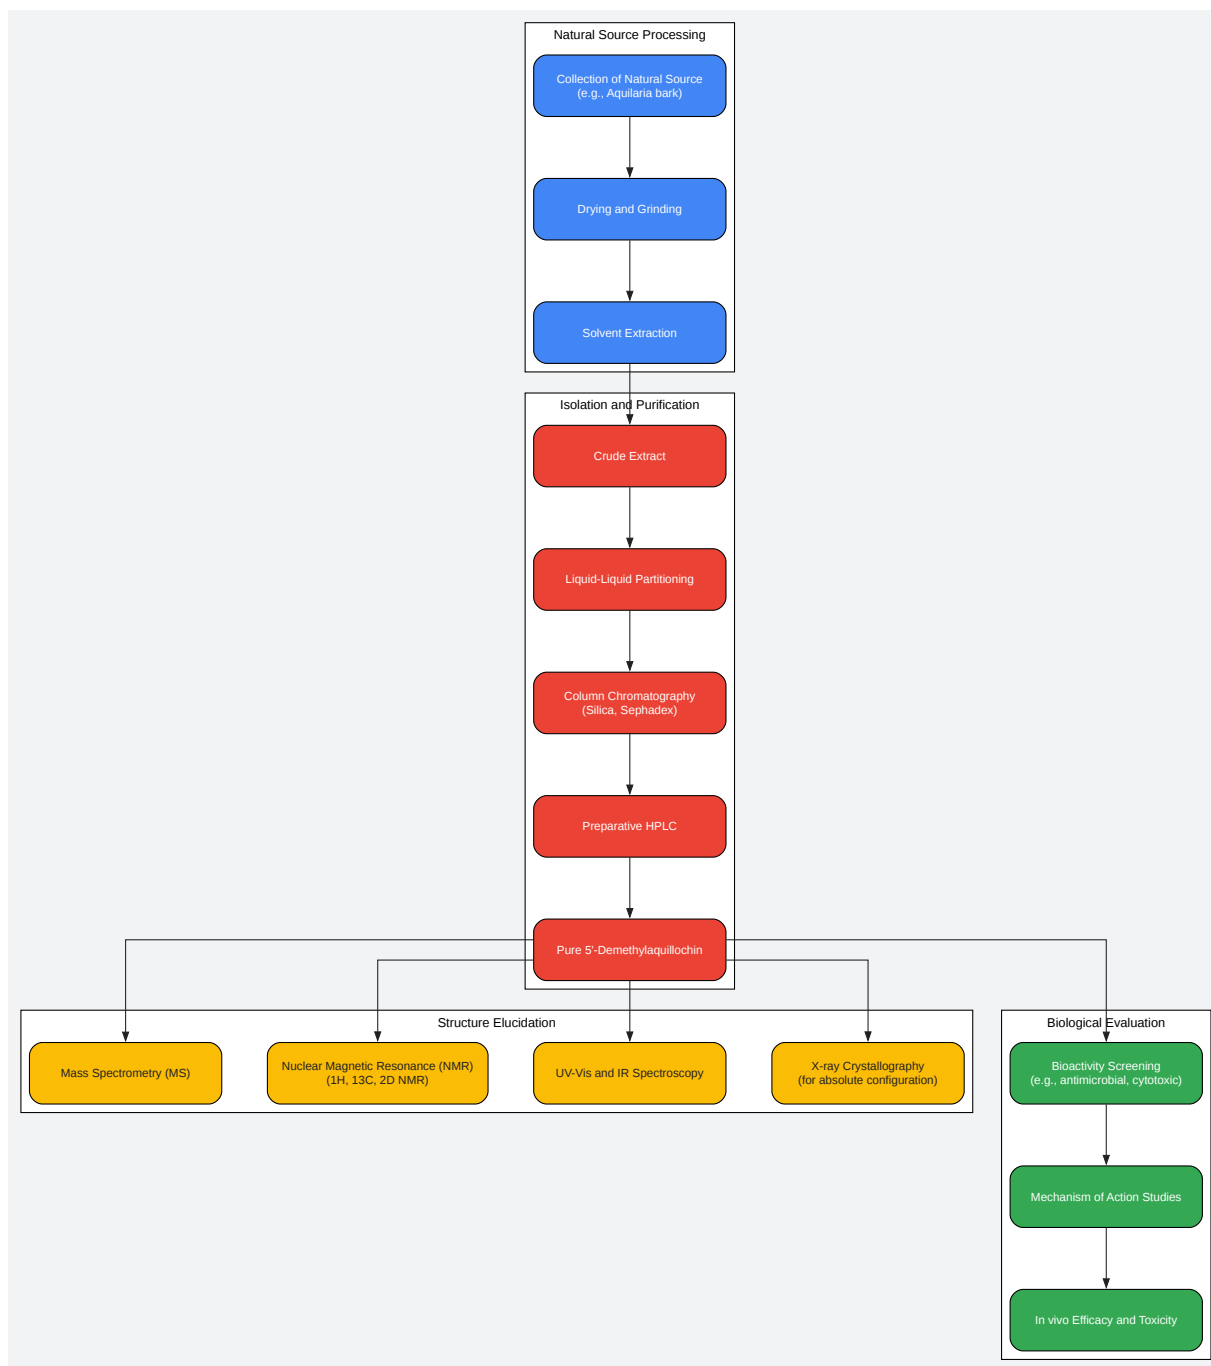 Natural Source Processing
Collection of Natural Source
(e.g., Aquilaria bark)
Drying and Grinding
Solvent Extraction
Isolation and Purification
Crude Extract
Liquid-Liquid Partitioning
Column Chromatography
(Silica, Sephadex)
Preparative HPLC
Pure 5'-Demethylaquillochin
Structure Elucidation
Mass Spectrometry (MS)
Nuclear Magnetic Resonance (NMR)
(1H, 13C, 2D NMR)
UV-Vis and IR Spectroscopy
X-ray Crystallography
(for absolute configuration)
Biological Evaluation
Bioactivity Screening
(e.g., antimicrobial, cytotoxic)
Mechanism of Action Studies
In vivo Efficacy and Toxicity